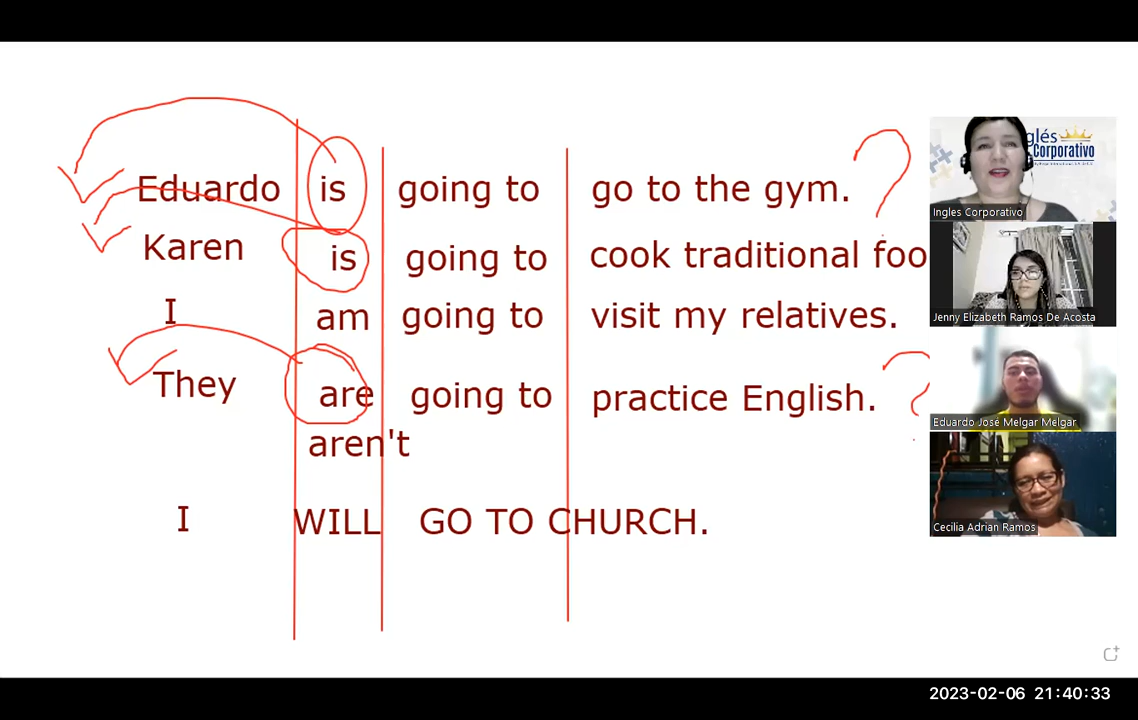 Eduardo is going to go to the gym. ?
Karen is going to cook traditional foo
I am going to visit my relatives.
They are going to practice English. ?
aren't
I WILL GO TO CHURCH.
glés
Corporativo
Ingles Corporativo
Jenny Elizabeth Ramos De Acosta
Eduardo José Melgar Melgar
Cecilia Adrian Ramos
2023-02-06 21:40:33